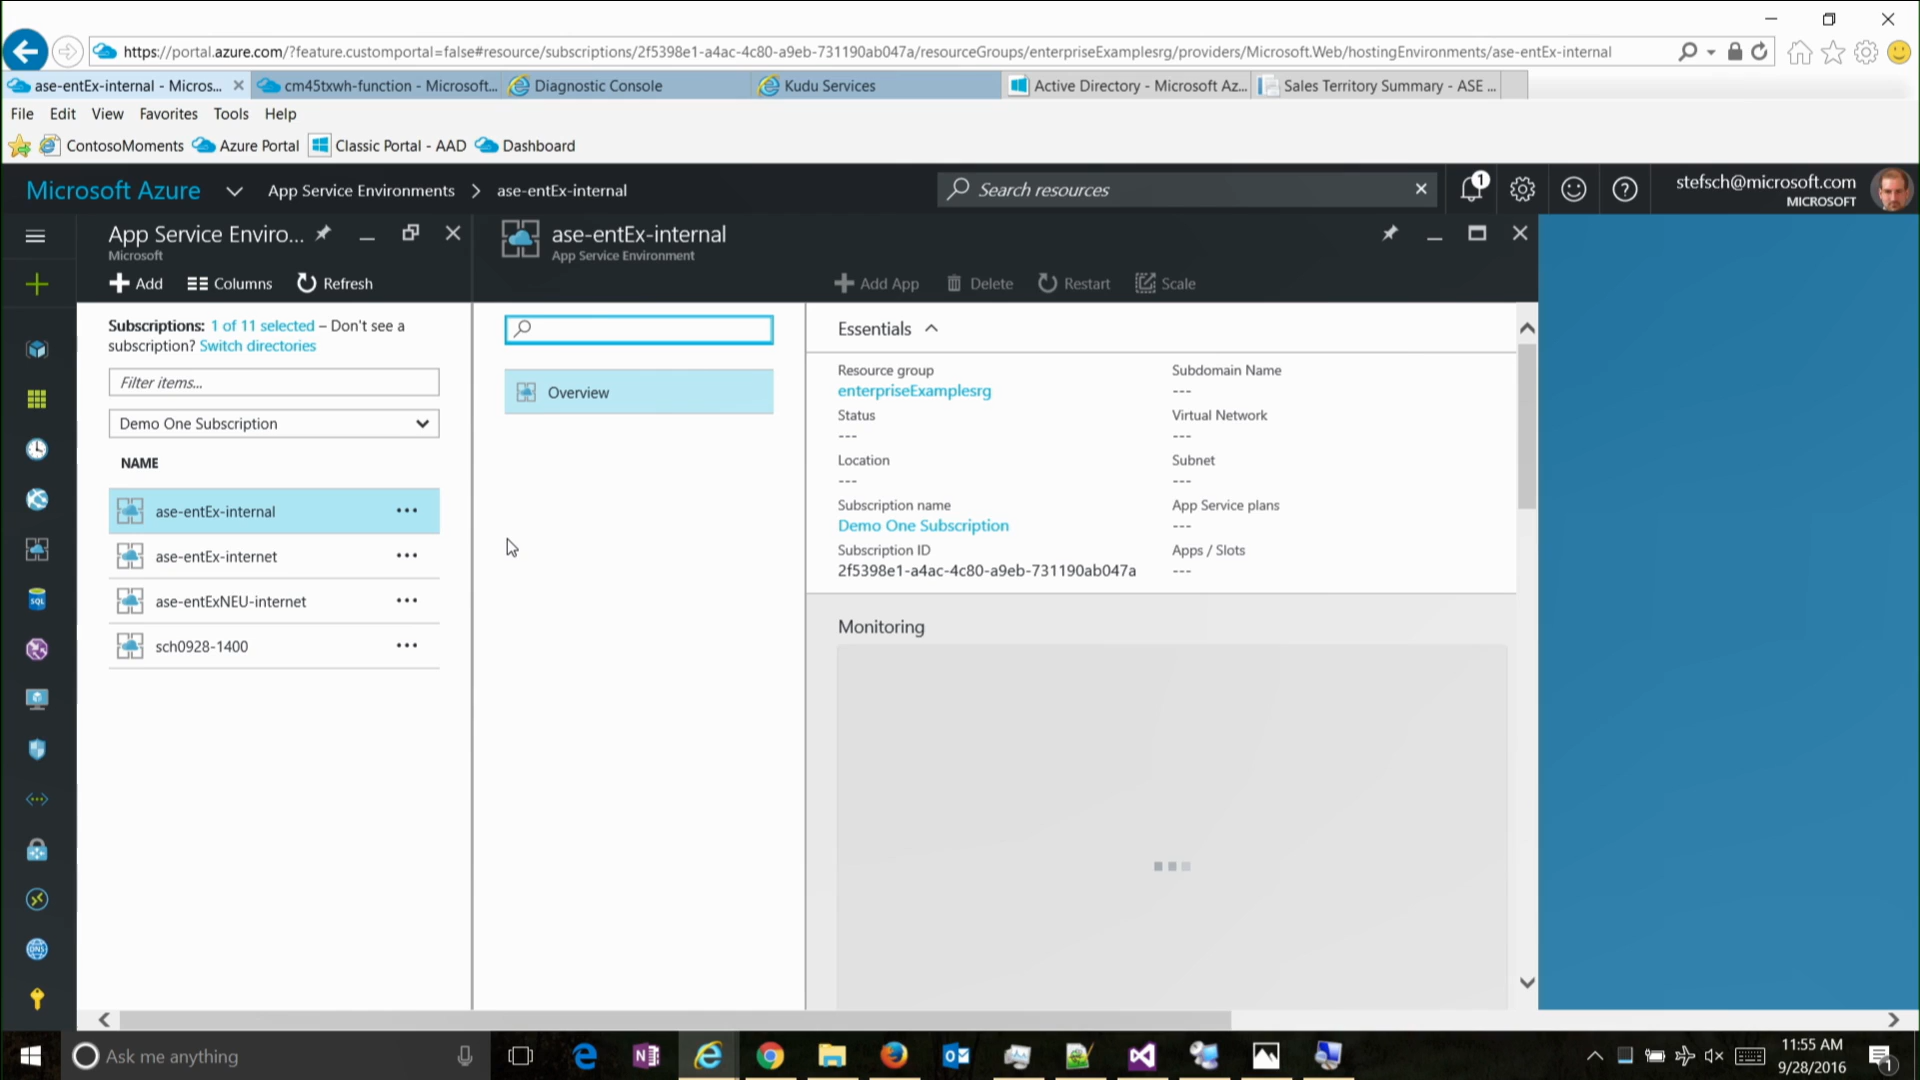 https://portal.azure.com/?feature.customportal=false#resource/subscriptions/2f5398e1-a4ac-4c80-a9eb-731190ab047a/resourceGroups/enterpriseExamplesrg/providers/Microsoft.Web/hostingEnvironments/ase-entEx-internal
ase-entEx-internal - Micros... cm45txwh-function - Microsoft... Diagnostic Console Kudu Services Active Directory - Microsoft Az... Sales Territory Summary - ASE ...
File Edit View Favorites Tools Help
ContosoMoments Azure Portal Classic Portal - AAD Dashboard
Microsoft Azure App Service Environments > ase-entEx-internal Search resources 1 stefsch@microsoft.com
MICROSOFT
App Service Enviro...
Microsoft
Add Columns Refresh
Subscriptions: 1 of 11 selected – Don't see a
subscription? Switch directories
Filter items...
Demo One Subscription
NAME
ase-entEx-internal
ase-entEx-internet
ase-entExNEU-internet
sch0928-1400
SQL
DNS
ase-entEx-internal
App Service Environment
Add App Delete Restart Scale
Overview
Essentials
Resource group
enterpriseExamplesrg
Status
---
Location
---
Subscription name
Demo One Subscription
Subscription ID
2f5398e1-a4ac-4c80-a9eb-731190ab047a
Subdomain Name
---
Virtual Network
---
Subnet
---
App Service plans
---
Apps / Slots
---
Monitoring
Ask me anything
11:55 AM
9/28/2016
1